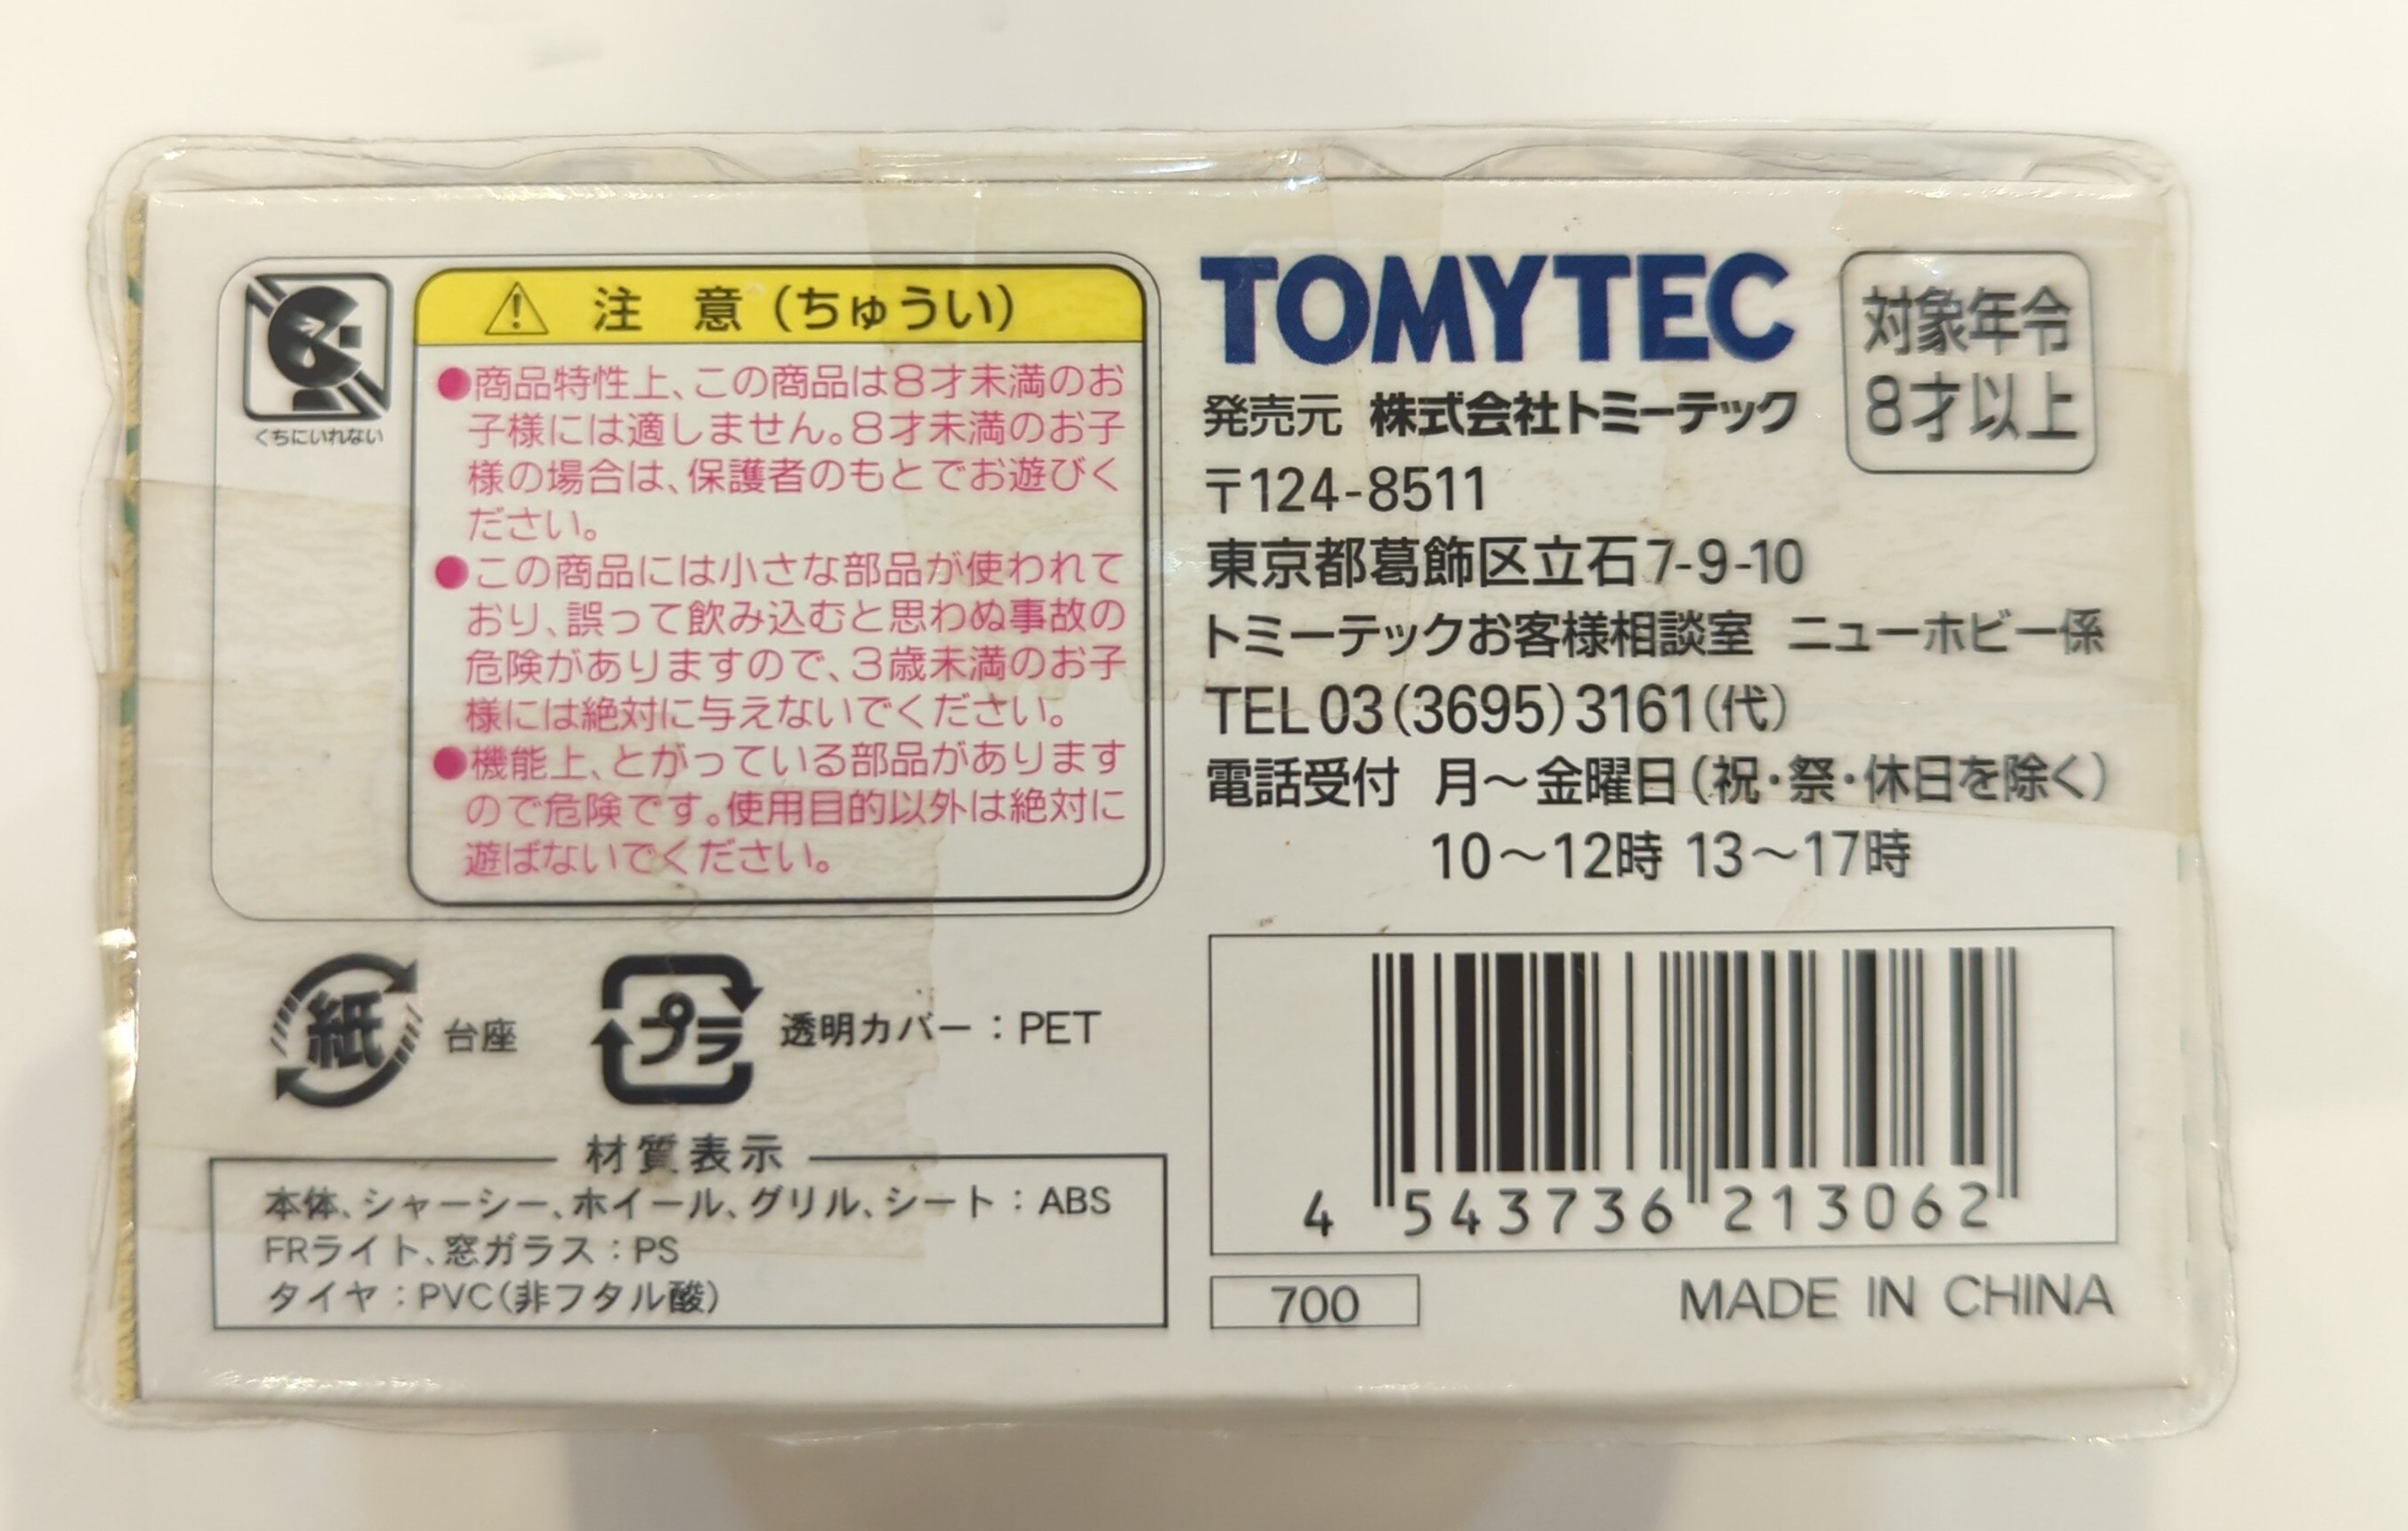 くちにいれない
⚠ 注 意（ちゅうい）
●商品特性上、この商品は8才未満のお
子様には適しません。8才未満のお子
様の場合は、保護者のもとでお遊びく
ださい。
●この商品には小さな部品が使われて
おり、誤って飲み込むと思わぬ事故の
危険がありますので、3歳未満のお子
様には絶対に与えないでください。
●機能上、とがっている部品があります
ので危険です。使用目的以外は絶対に
遊ばないでください。
紙 台座
プラ 透明カバー：PET
材質表示
本体、シャーシー、ホイール、グリル、シート：ABS
FRライト、窓ガラス：PS
タイヤ：PVC（非フタル酸）
TOMYTEC
対象年令
8才以上
発売元 株式会社トミーテック
〒124-8511
東京都葛飾区立石7-9-10
トミーテックお客様相談室 ニューホビー係
TEL 03（3695）3161（代）
電話受付 月～金曜日（祝・祭・休日を除く）
10～12時 13～17時
4 543736 213062
700
MADE IN CHINA